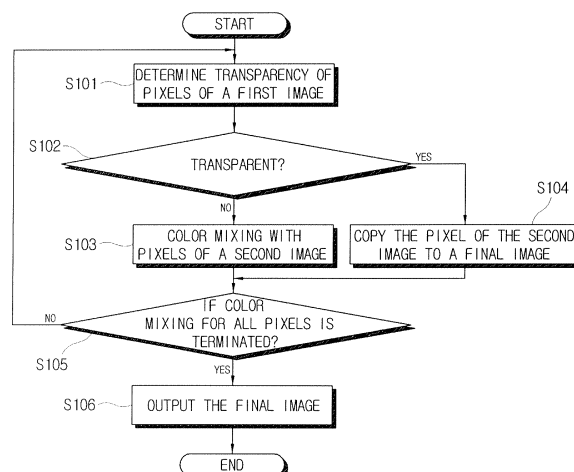 START
S101
DETERMINE TRANSPARENCY OF
PIXELS OF A FIRST IMAGE
S102
TRANSPARENT?
YES
NO
S103
COLOR MIXING WITH
PIXELS OF A SECOND IMAGE
S104
COPY THE PIXEL OF THE SECOND
IMAGE TO A FINAL IMAGE
IF COLOR
MIXING FOR ALL PIXELS IS
TERMINATED?
NO
S105
YES
S106
OUTPUT THE FINAL IMAGE
END